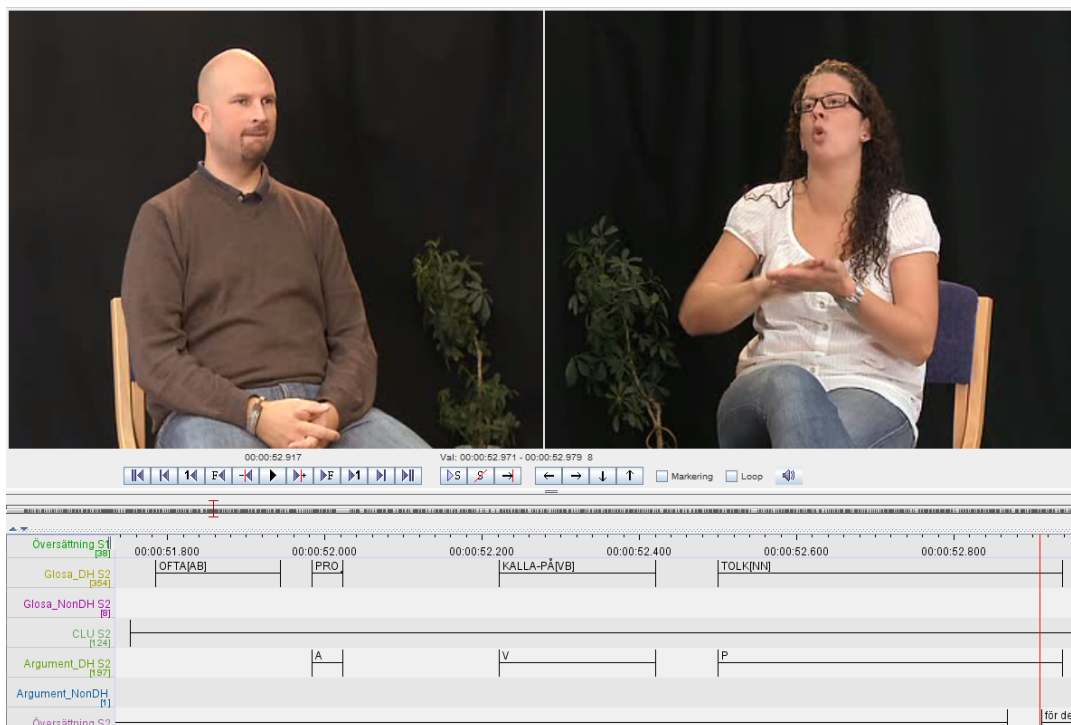 00:00:52.917 Val: 00:00:52.971 - 00:00:52.979 8
1 F F 1 S S Markering Loop
Översättning S1
[38]
00:00:51.800 00:00:52.000 00:00:52.200 00:00:52.400 00:00:52.600 00:00:52.800
Glosa_DH S2
[354]
OFTA[AB] PRO KALLA-PÅ[VB] TOLK[NN]
Glosa_NonDH S2
[8]
CLU S2
[124]
Argument_DH S2
[197]
A V P
Argument_NonDH
[1]
Översättning S2
för de